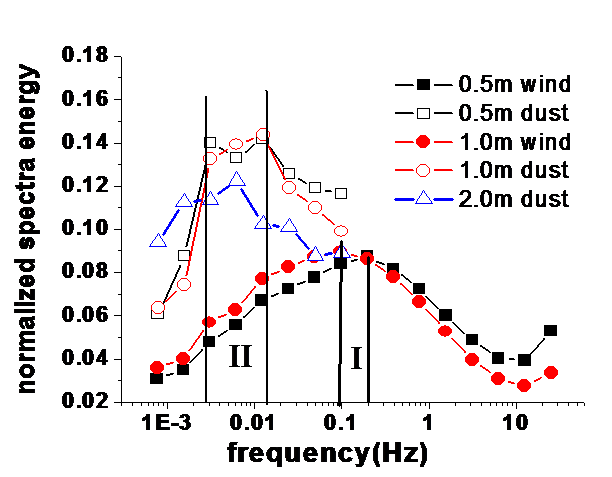 0.18
0.16
0.14
0.12
0.10
0.08
0.06
0.04
0.02
normalized spectra energy
0.5m wind
0.5m dust
1.0m wind
1.0m dust
2.0m dust
II
I
1E-3
0.01
0.1
1
10
frequency(Hz)